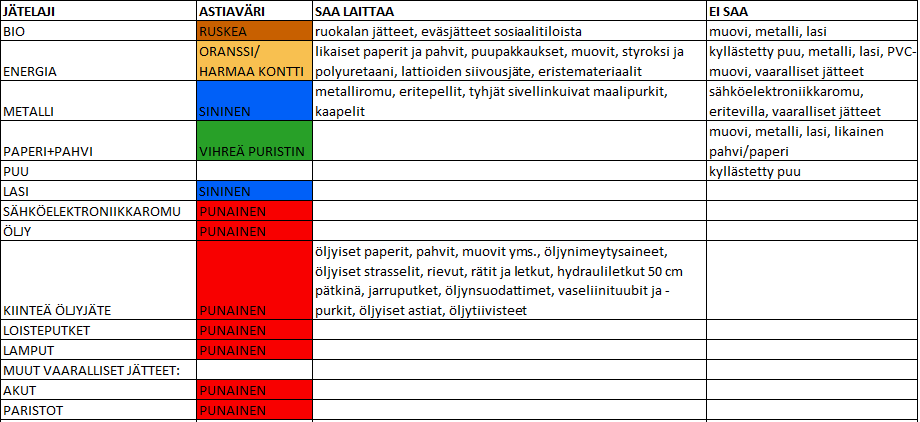 JÄTELAJI ASTIAVÄRI SAA LAITTAA EI SAA
BIO RUSKEA ruokalan jätteet, eväsjätteet sosiaalitiloista muovi, metalli, lasi
ORANSSI/ likaiset paperit ja pahvit, puupakkaukset, muovit, styroksi ja kyllästetty puu, metalli, lasi, PVC-
ENERGIA HARMAA KONTTI polyuretaani, lattioiden siivousjäte, eristemateriaalit muovi, vaaralliset jätteet
metalliromu, eritepellit, tyhjät sivellinkuivat maalipurkit, sähköelektroniikkaromu,
METALLI SININEN kaapelit eritevilla, vaaralliset jätteet
muovi, metalli, lasi, likainen
PAPERI+PAHVI VIHREÄ PURISTIN pahvi/paperi
PUU kyllästetty puu
LASI SININEN
SÄHKÖELEKTRONIIKKAROMU PUNAINEN
ÖLJY PUNAINEN
öljyiset paperit, pahvit, muovit yms., öljynimeytysaineet,
öljyiset strasselit, rievut, rätit ja letkut, hydrauliletkut 50 cm
pätkinä, jarruputket, öljynsuodattimet, vaseliinituubit ja -
KIINTEÄ ÖLJYJÄTE PUNAINEN purkit, öljyiset astiat, öljytiivisteet
LOISTEPUTKET PUNAINEN
LAMPUT PUNAINEN
MUUT VAARALLISET JÄTTEET:
AKUT PUNAINEN
PARISTOT PUNAINEN